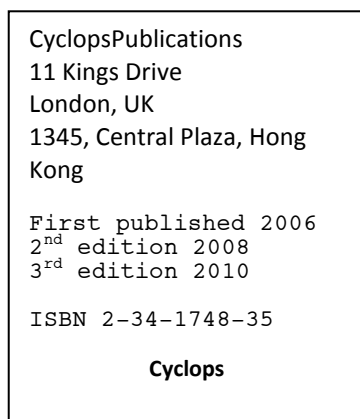 CyclopsPublications
11 Kings Drive
London, UK
1345, Central Plaza, Hong
Kong
First published 2006
2nd edition 2008
3rd edition 2010
ISBN 2-34-1748-35
Cyclops